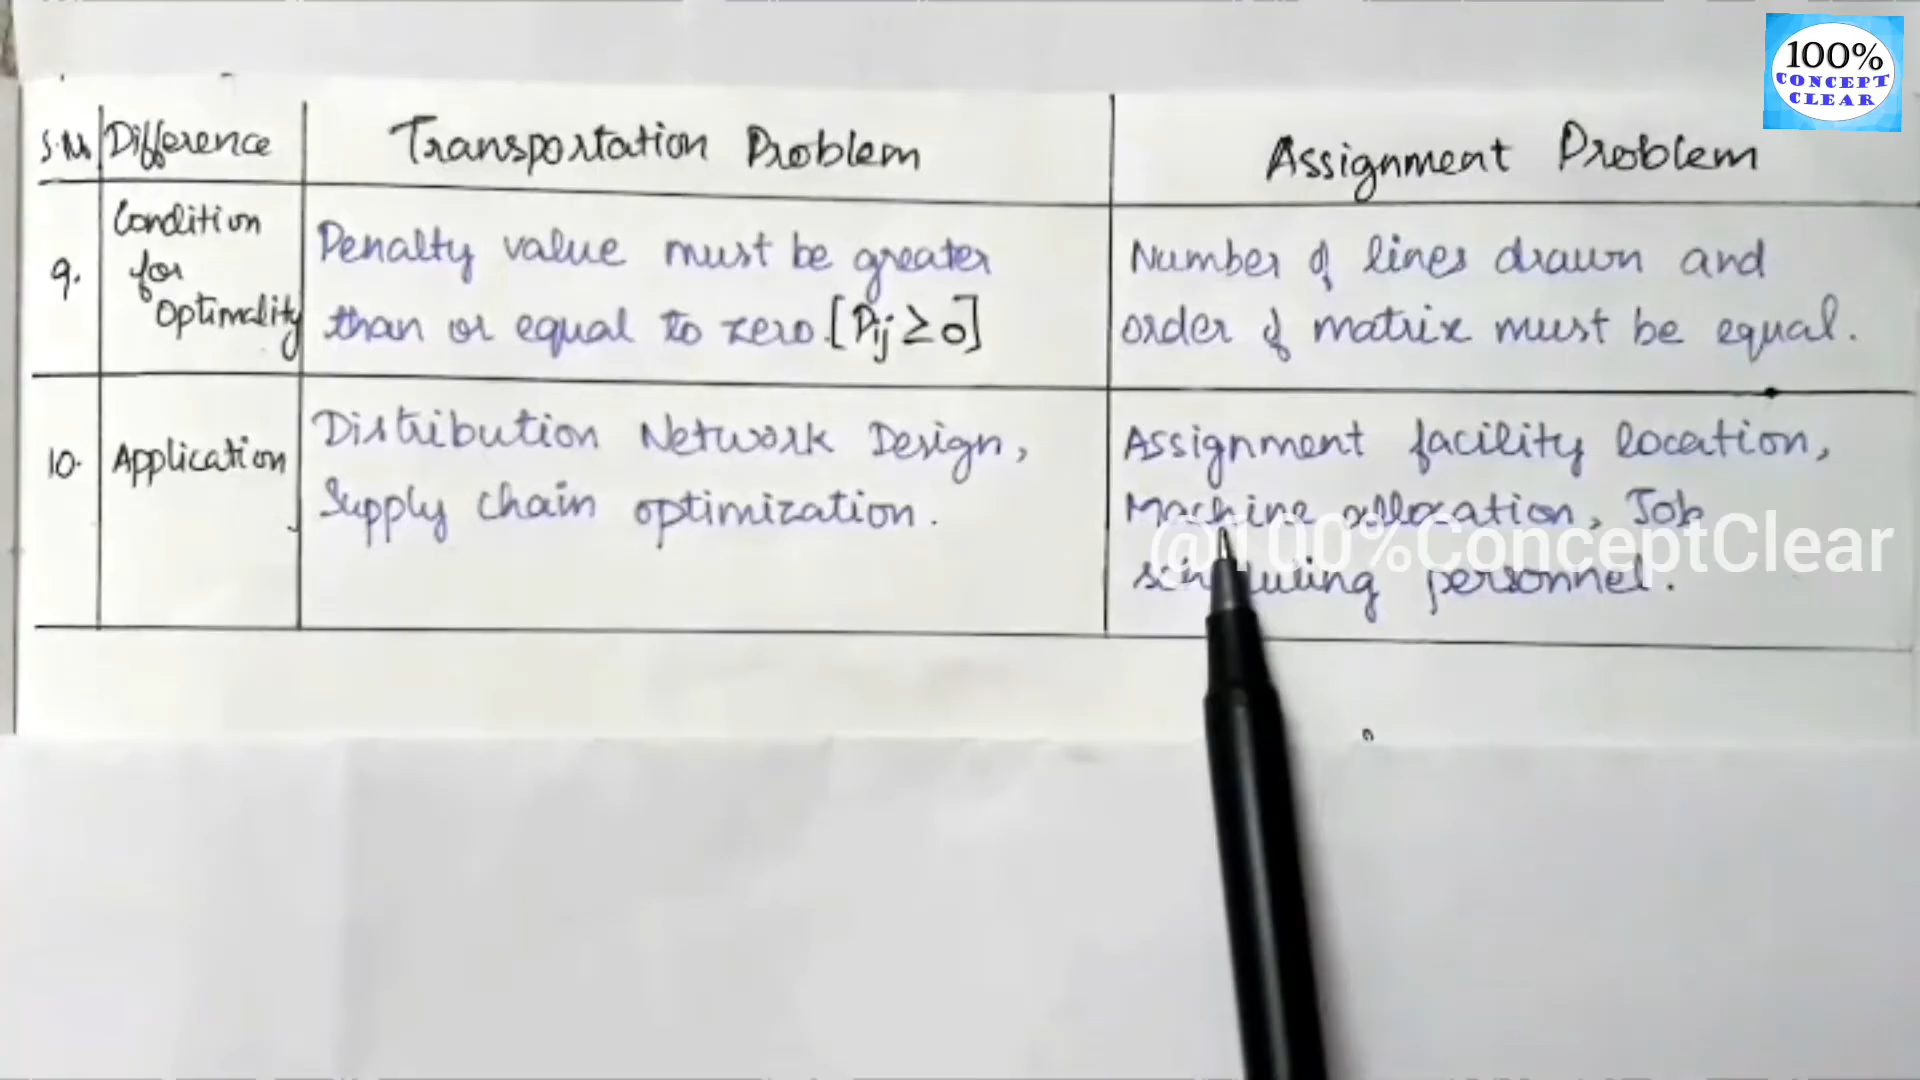 100%
CONCEPT
CLEAR
S.No Difference Transportation Problem Assignment Problem
9. Condition for Optimality
Penalty value must be greater
than or equal to zero. [Pij ≥ 0]
Number of lines drawn and
order of matrix must be equal.
10. Application
Distribution Network Design,
Supply chain optimization.
Assignment facility location,
Machine allocation, Job
scheduling personnel.
@100%ConceptClear